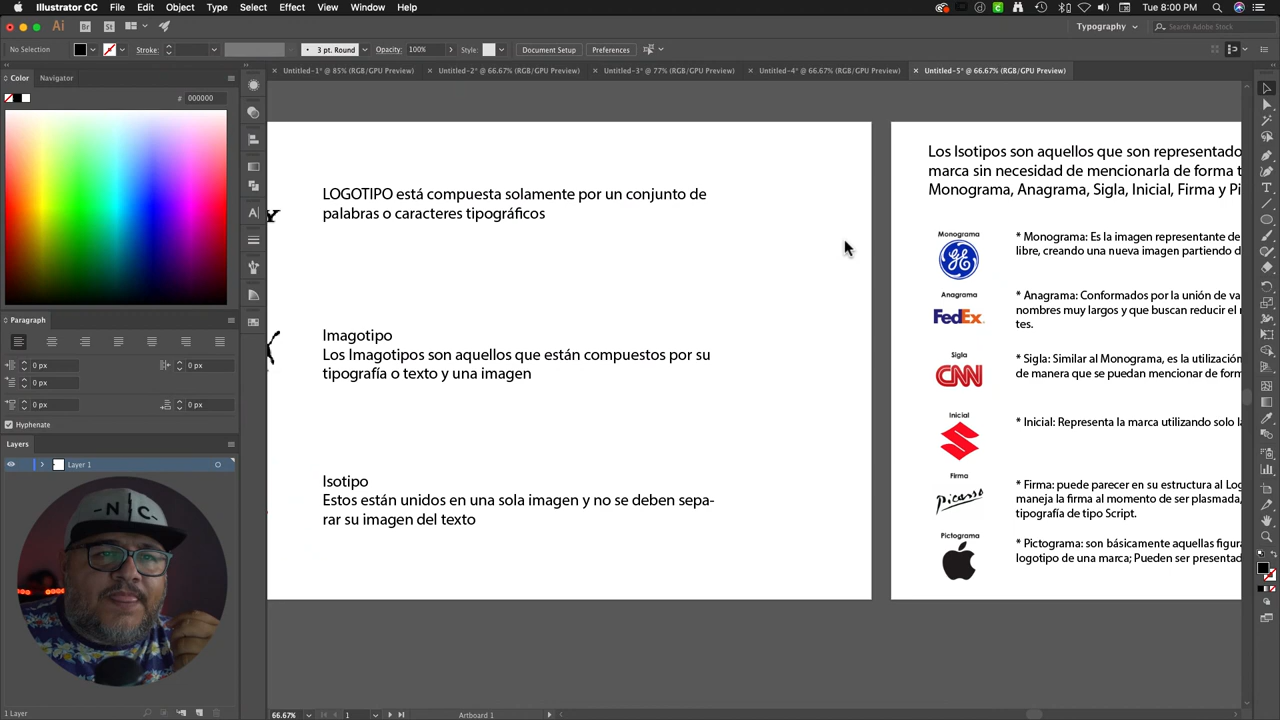 Illustrator CC File Edit Object Type Select Effect View Window Help
Tue 8:00 PM
Ai Br St Typography Search Adobe Stock
No Selection Stroke: 3 pt. Round Opacity: 100% Style: Document Setup Preferences
Color Navigator
Untitled-1* @ 85% (RGB/GPU Preview) Untitled-2* @ 66.67% (RGB/GPU Preview) Untitled-3* @ 77% (RGB/GPU Preview) Untitled-4* @ 66.67% (RGB/GPU Preview) Untitled-5* @ 66.67% (RGB/GPU Preview)
# 000000
Paragraph
0 px 0 px
0 px
0 px 0 px
Hyphenate
Layers
Layer 1
-N C-
1 Layer
LOGOTIPO está compuesta solamente por un conjunto de
palabras o caracteres tipográficos
Imagotipo
Los Imagotipos son aquellos que están compuestos por su
tipografía o texto y una imagen
Isotipo
Estos están unidos en una sola imagen y no se deben sepa-
rar su imagen del texto
Los Isotipos son aquellos que son representado
marca sin necesidad de mencionarla de forma t
Monograma, Anagrama, Sigla, Inicial, Firma y Pi
Monograma
GE
* Monograma: Es la imagen representante de
libre, creando una nueva imagen partiendo d
Anagrama
FedEx
* Anagrama: Conformados por la unión de va
nombres muy largos y que buscan reducir el
tes.
Sigla
CNN
* Sigla: Similar al Monograma, es la utilizació
de manera que se puedan mencionar de form
Inicial
* Inicial: Representa la marca utilizando solo l
Firma
Picasso
* Firma: puede parecer en su estructura al Log
maneja la firma al momento de ser plasmada,
tipografía de tipo Script.
Pictograma
* Pictograma: son básicamente aquellas figur
logotipo de una marca; Pueden ser presentad
66.67% 1 Artboard 1